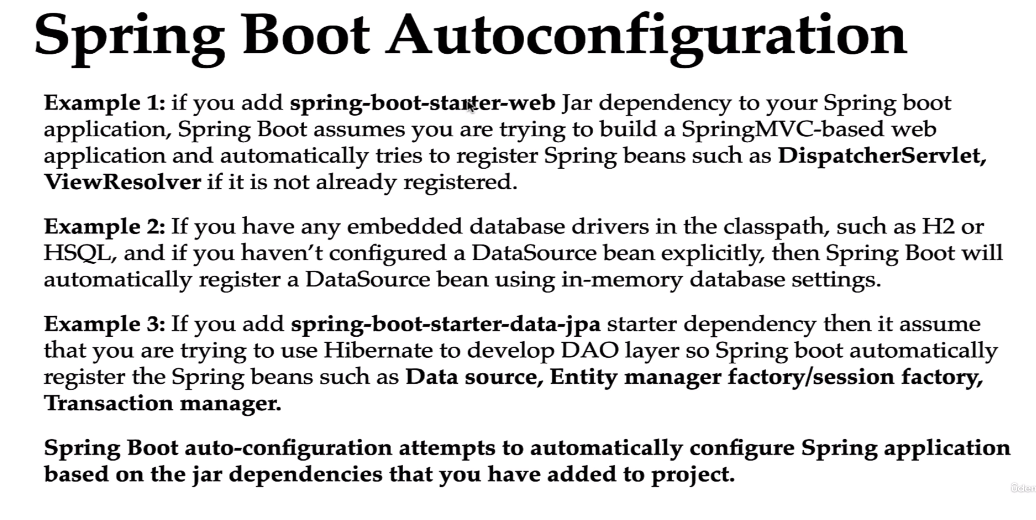 Spring Boot Autoconfiguration
Example 1: if you add spring-boot-starter-web Jar dependency to your Spring boot
application, Spring Boot assumes you are trying to build a SpringMVC-based web
application and automatically tries to register Spring beans such as DispatcherServlet,
ViewResolver if it is not already registered.
Example 2: If you have any embedded database drivers in the classpath, such as H2 or
HSQL, and if you haven't configured a DataSource bean explicitly, then Spring Boot will
automatically register a DataSource bean using in-memory database settings.
Example 3: If you add spring-boot-starter-data-jpa starter dependency then it assume
that you are trying to use Hibernate to develop DAO layer so Spring boot automatically
register the Spring beans such as Data source, Entity manager factory/session factory,
Transaction manager.
Spring Boot auto-configuration attempts to automatically configure Spring application
based on the jar dependencies that you have added to project.